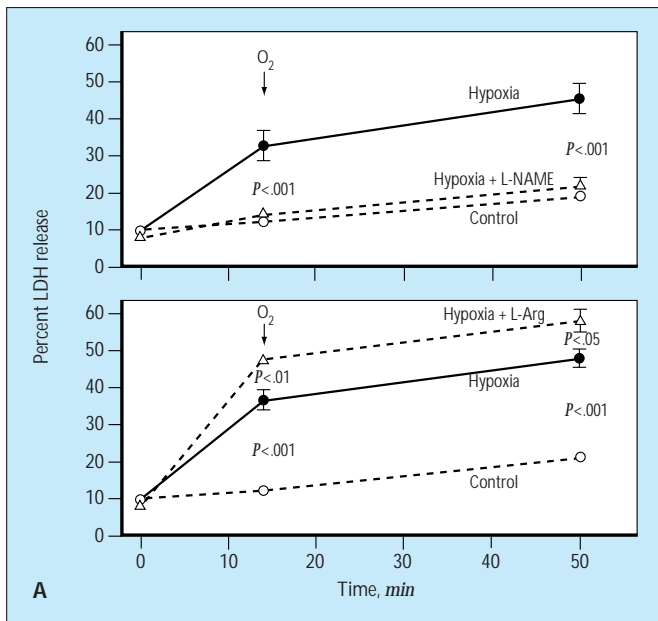 60
50
40
30
20
10
0
O2
Hypoxia
P<.001
P<.001
Hypoxia + L-NAME
Control
Percent LDH release
60
50
40
30
20
10
0
O2
Hypoxia + L-Arg
P<.05
P<.01
Hypoxia
P<.001
P<.001
Control
0 10 20 30 40 50
A
Time, min